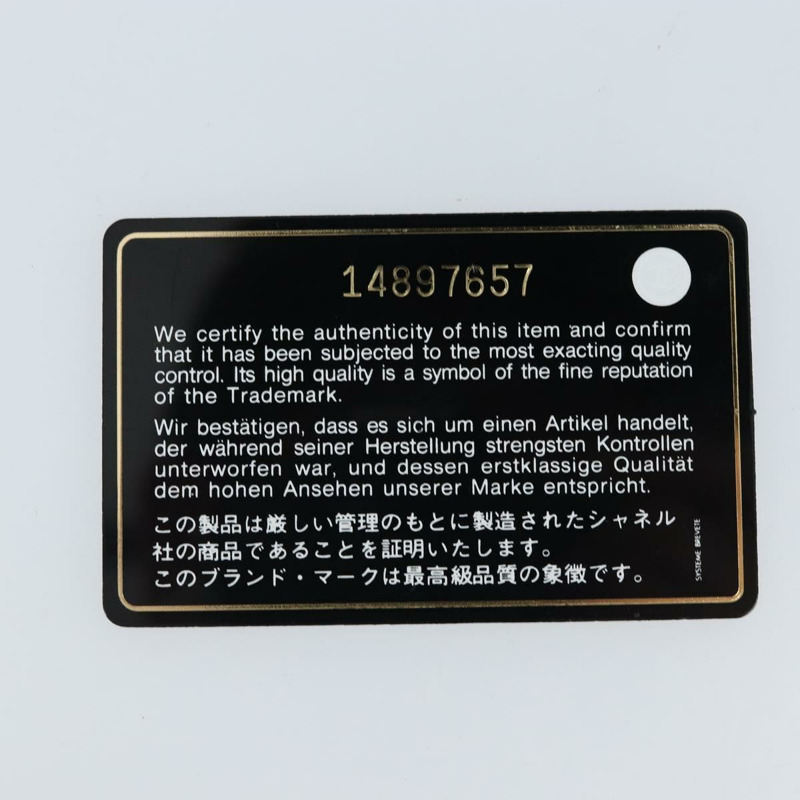 14897657
We certify the authenticity of this item and confirm
that it has been subjected to the most exacting quality
control. Its high quality is a symbol of the fine reputation
of the Trademark.
Wir bestätigen, dass es sich um einen Artikel handelt,
der während seiner Herstellung strengsten Kontrollen
unterworfen war, und dessen erstklassige Qualität
dem hohen Ansehen unserer Marke entspricht.
この製品は厳しい管理のもとに製造されたシャネル
社の商品であることを証明いたします。
このブランド・マークは最高級品質の象徴です。
SYSTEME BREVETE